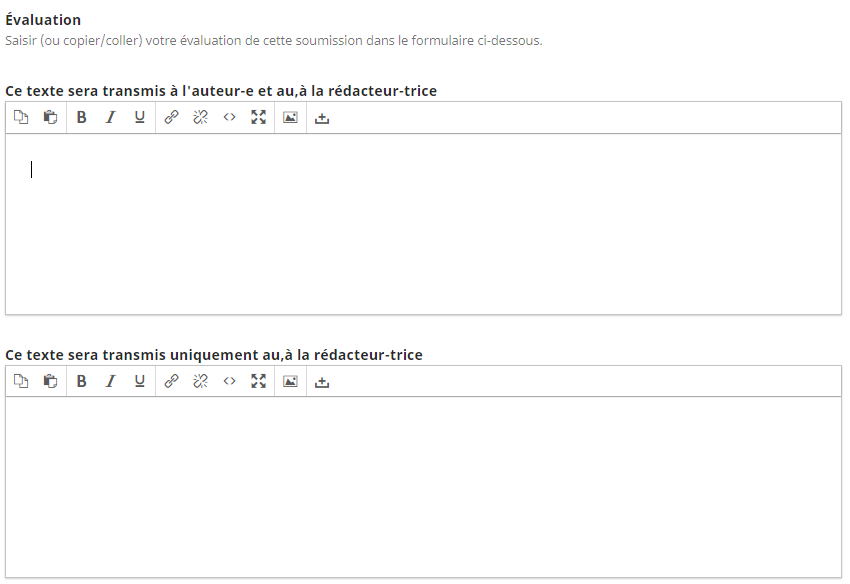 Évaluation
Saisir (ou copier/coller) votre évaluation de cette soumission dans le formulaire ci-dessous.
Ce texte sera transmis à l'auteur-e et au,à la rédacteur-trice
B I U <>
Ce texte sera transmis uniquement au,à la rédacteur-trice
B I U <>